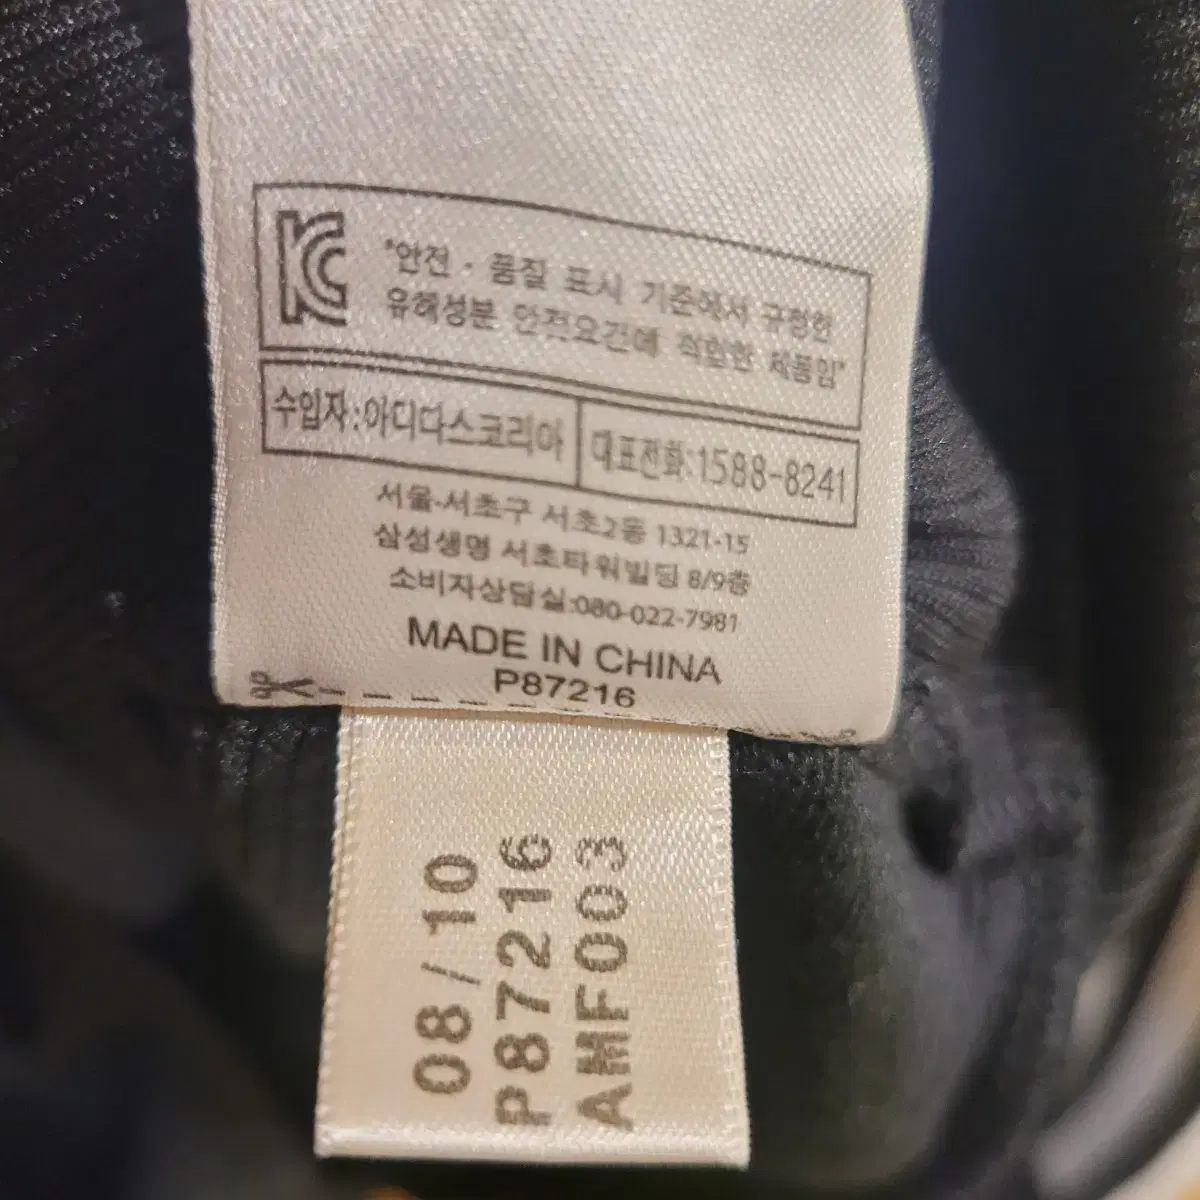 KC
"안전 · 품질 표시 기준에서 규정한
유해성분 안전요건에 적합한 제품임"
수입자:아디다스코리아
대표전화:1588-8241
서울·서초구 서초2동 1321-15
삼성생명 서초타워빌딩 8/9층
소비자상담실:080-022-7981
MADE IN CHINA
P87216
08/10
P87216
AMF003